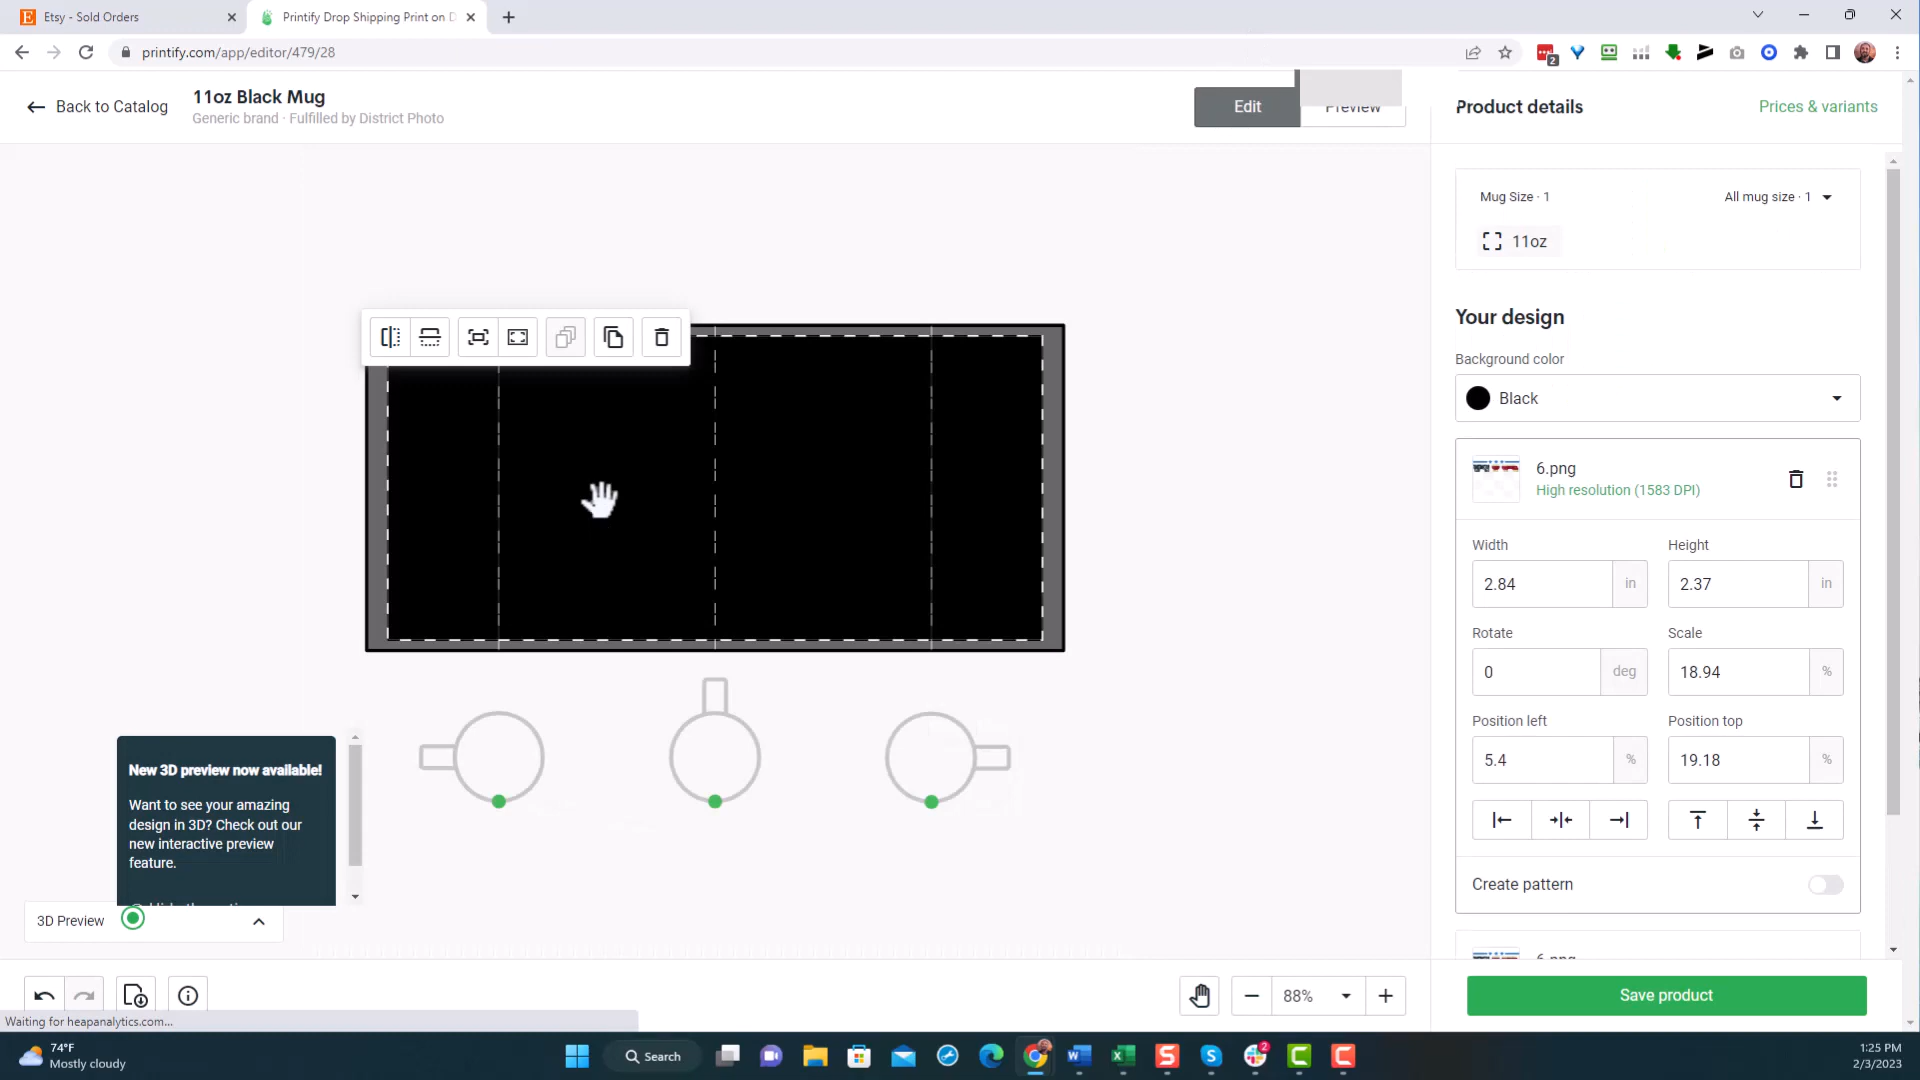 Etsy - Sold Orders
Printify Drop Shipping Print on D
printify.com/app/editor/479/28
2
Back to Catalog
11oz Black Mug
Generic brand · Fulfilled by District Photo
Edit
Preview
Product details
Prices & variants
Mug Size · 1
All mug size · 1
11oz
Your design
Background color
Black
6.png
High resolution (1583 DPI)
Width
Height
2.84
in
2.37
in
Rotate
Scale
0
deg
18.94
%
Position left
Position top
5.4
%
19.18
%
Create pattern
6.png
New 3D preview now available!
Want to see your amazing
design in 3D? Check out our
new interactive preview
feature.
3D Preview
88%
Save product
Waiting for heapanalytics.com...
74°F
Mostly cloudy
Search
2
1:25 PM
2/3/2023